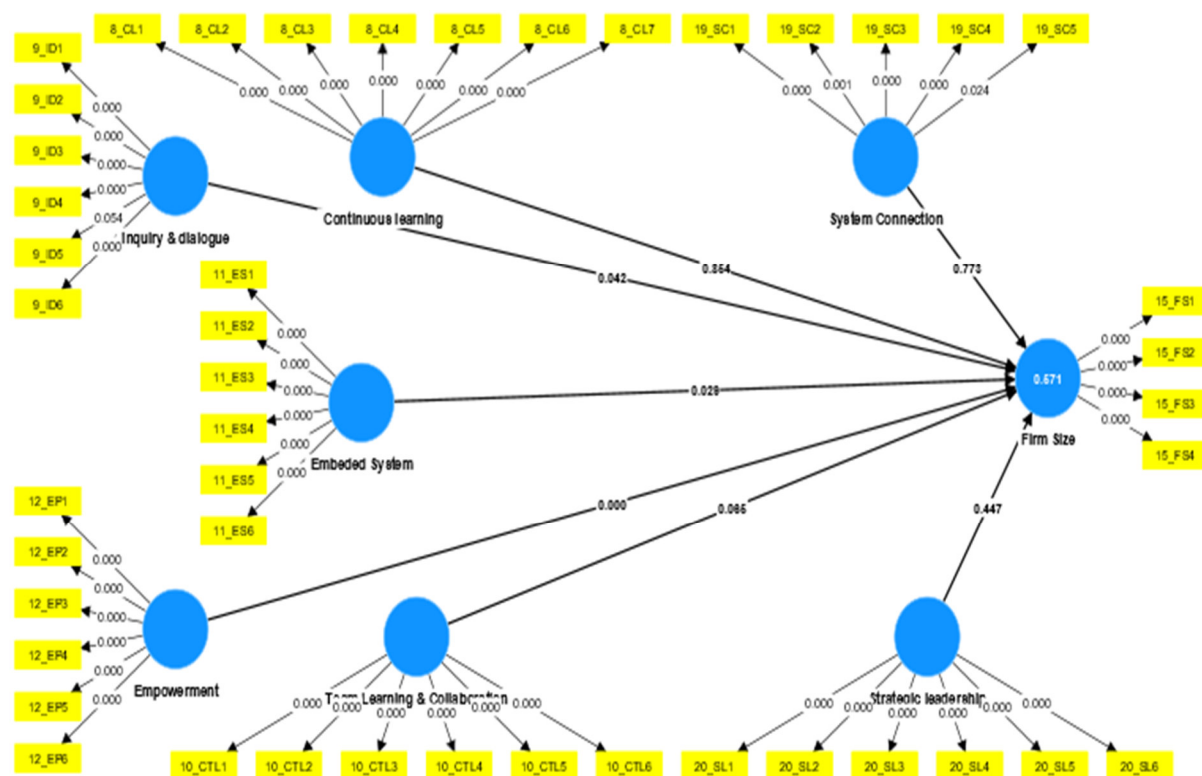 8_CL1 8_CL2 8_CL3 8_CL4 8_CL5 8_CL6 8_CL7
0.000 0.000 0.000 0.000 0.000 0.000 0.000
Continuous learning
19_SC1 19_SC2 19_SC3 19_SC4 19_SC5
0.000 0.001 0.000 0.000 0.024
System Connection
9_ID1
9_ID2
9_ID3
9_ID4
9_ID5
9_ID6
0.000
0.000
0.000
0.000
0.054
0.000
Inquiry & dialogue
0.042
0.773
11_ES1
11_ES2
11_ES3
11_ES4
11_ES5
11_ES6
0.000
0.000
0.000
0.000
0.000
0.000
Embeded System
15_FS1
15_FS2
15_FS3
15_FS4
0.000
0.000
0.000
0.000
0.571
Firm Size
12_EP1
12_EP2
12_EP3
12_EP4
12_EP5
12_EP6
0.000
0.000
0.000
0.000
0.000
0.000
Empowerment
0.000
0.065
0.447
Team Learning & Collaboration
0.000 0.000 0.000 0.000 0.000 0.000
10_CTL1 10_CTL2 10_CTL3 10_CTL4 10_CTL5 10_CTL6
Strategic leadership
0.000 0.000 0.000 0.000 0.000 0.000
20_SL1 20_SL2 20_SL3 20_SL4 20_SL5 20_SL6